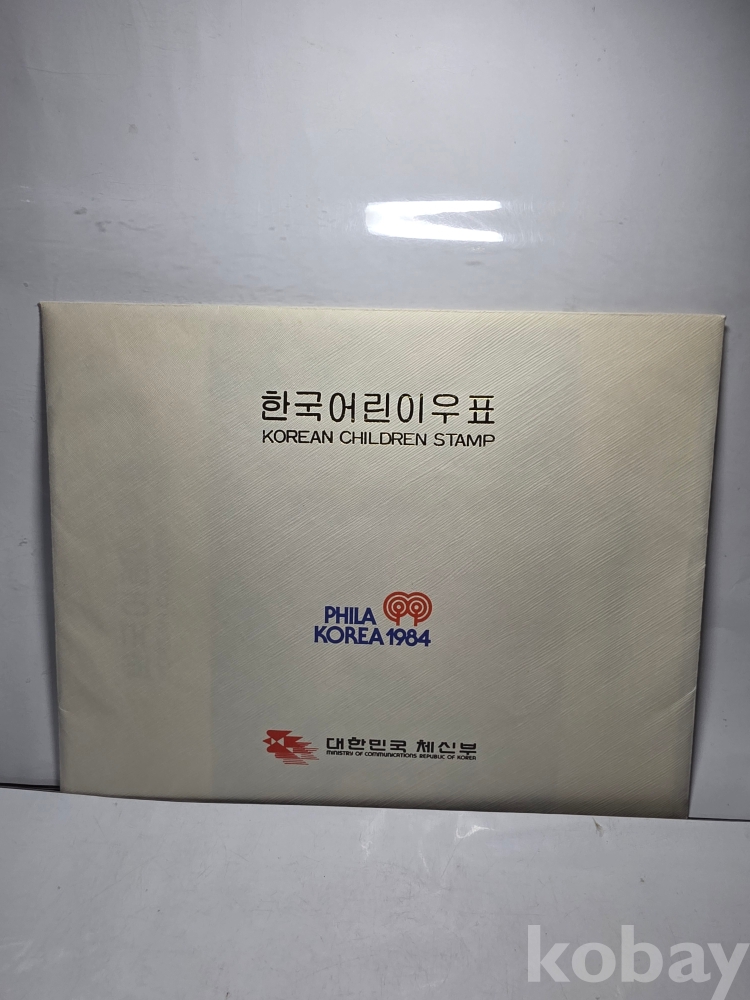 한국어린이우표
KOREAN CHILDREN STAMP
PHILA
KOREA 1984
대한민국 체신부
MINISTRY OF COMMUNICATIONS REPUBLIC OF KOREA
kobay